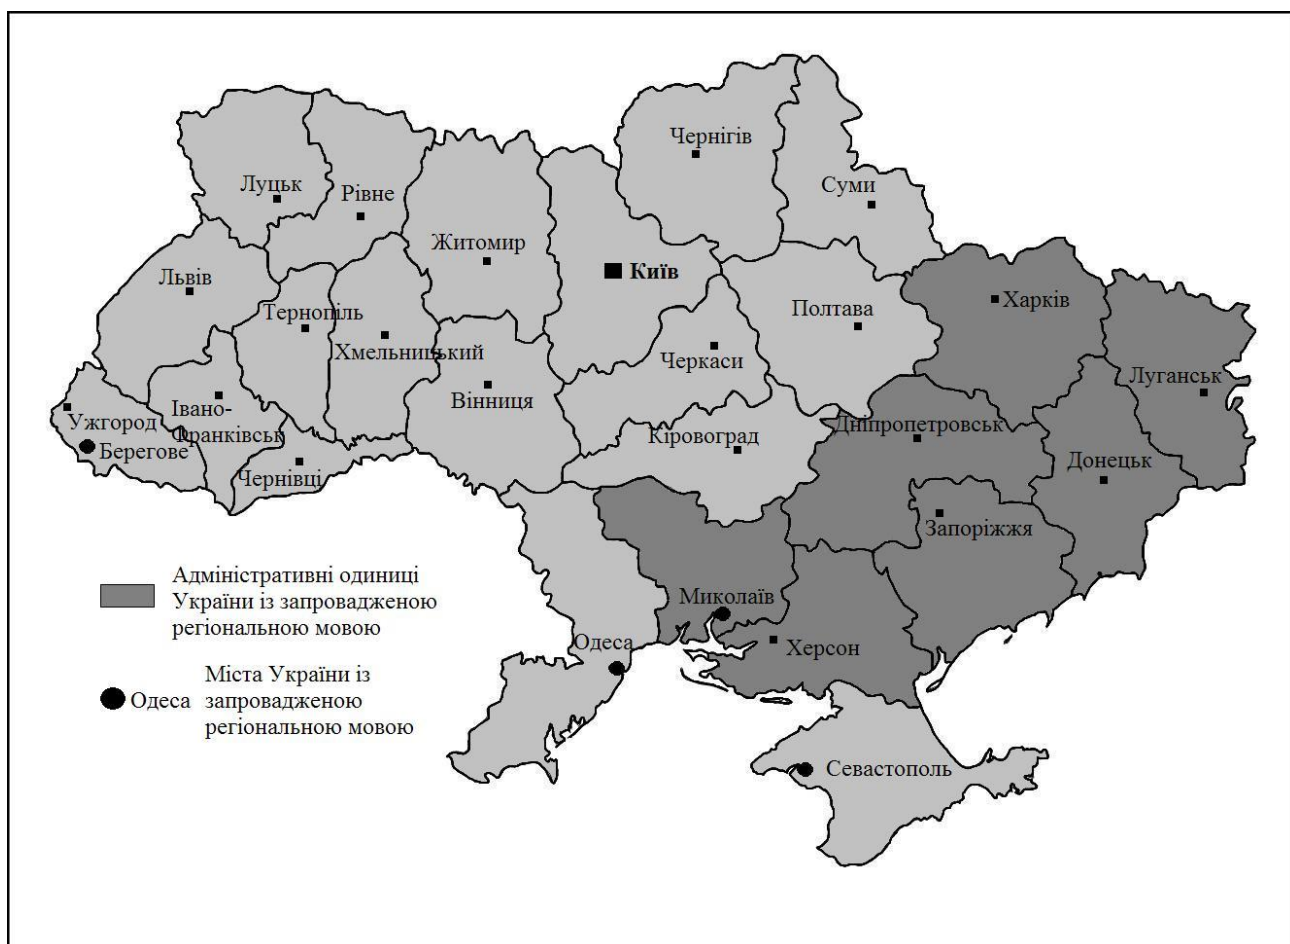 Чернігів
Луцьк
Рівне
Суми
Житомир
Київ
Львів
Харків
Тернопіль
Полтава
Хмельницький
Черкаси
Луганськ
Вінниця
Ужгород
Івано-
Франківськ
Берегове
Кіровоград
Дніпропетровськ
Донецьк
Чернівці
Запоріжжя
Миколаїв
Херсон
Одеса
Севастополь
Адміністративні одиниці
України із запровадженою
регіональною мовою
Одеса
Міста України із
запровадженою
регіональною мовою